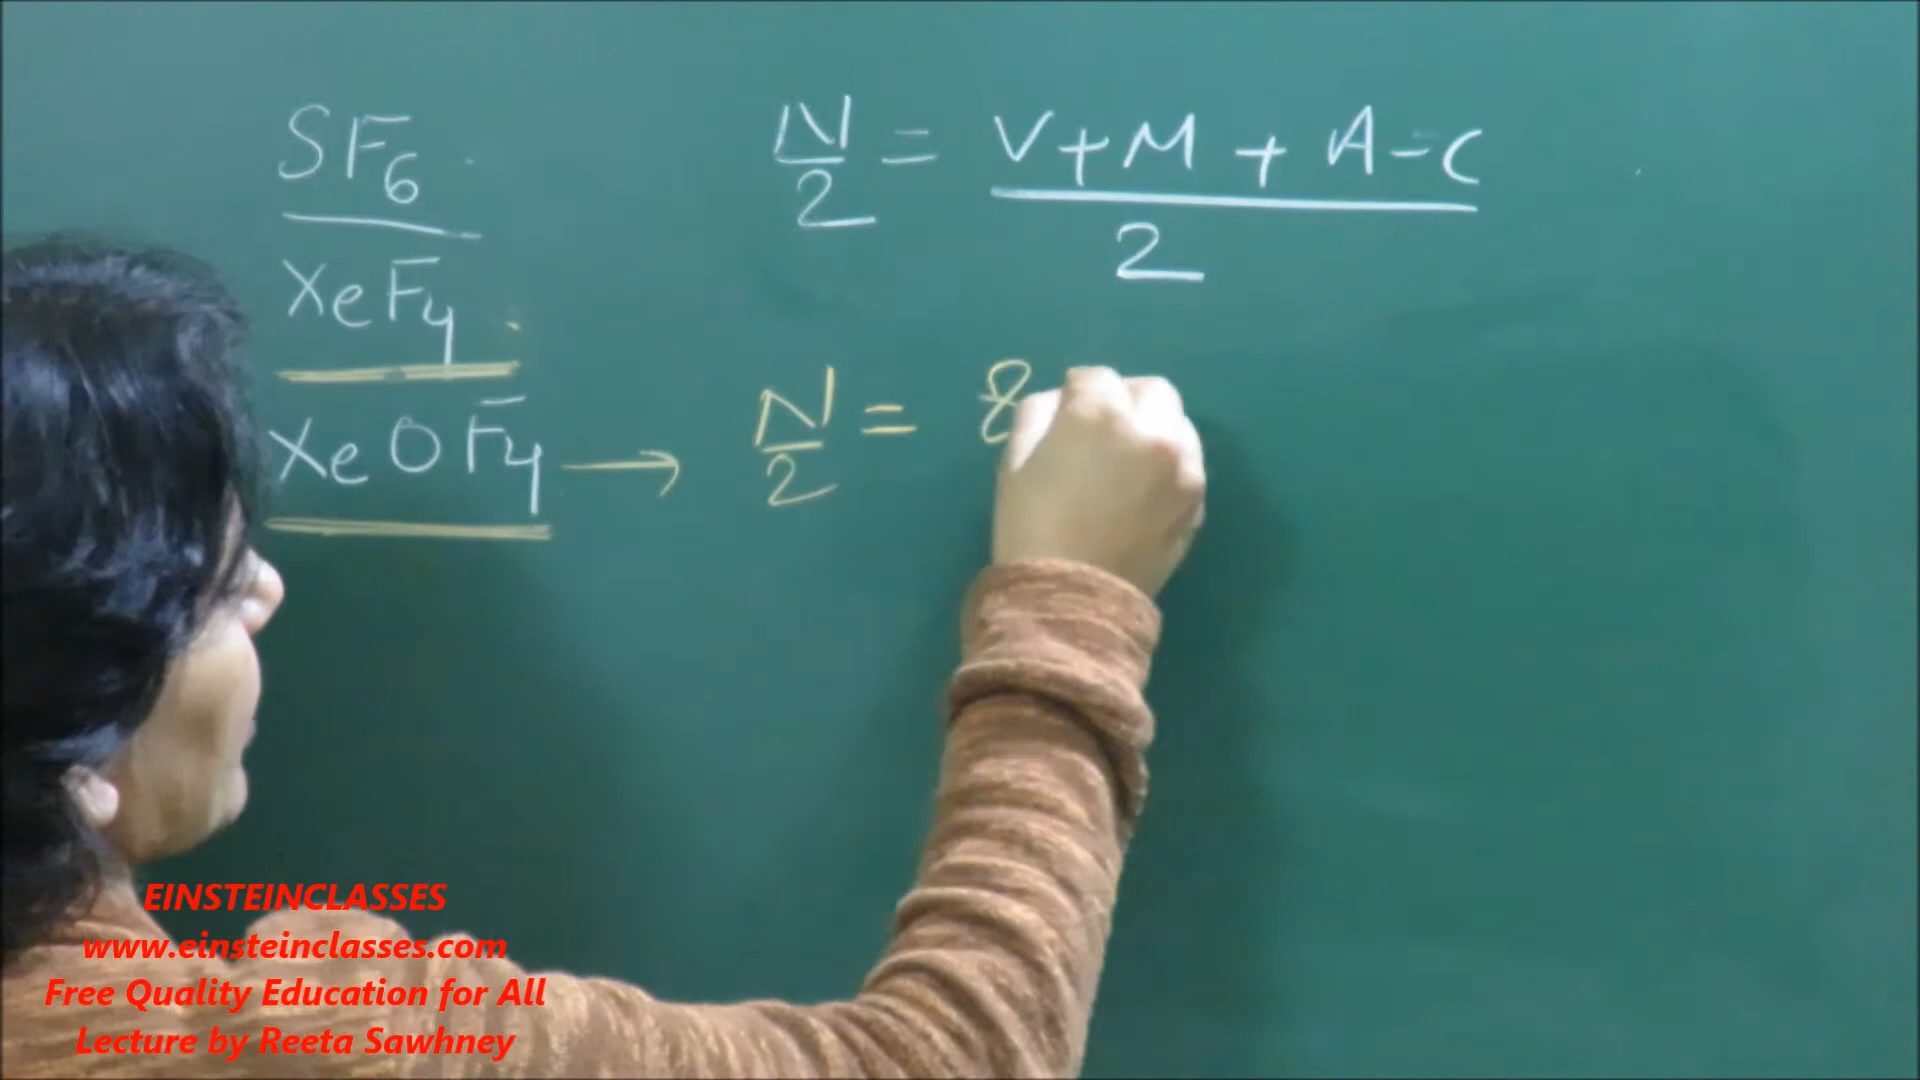 SF6
XeF4
XeOF4 →
N/2 = V+M+A-C/2
N/2 = 8
EINSTEINCLASSES
www.einsteinclasses.com
Free Quality Education for All
Lecture by Reeta Sawhney